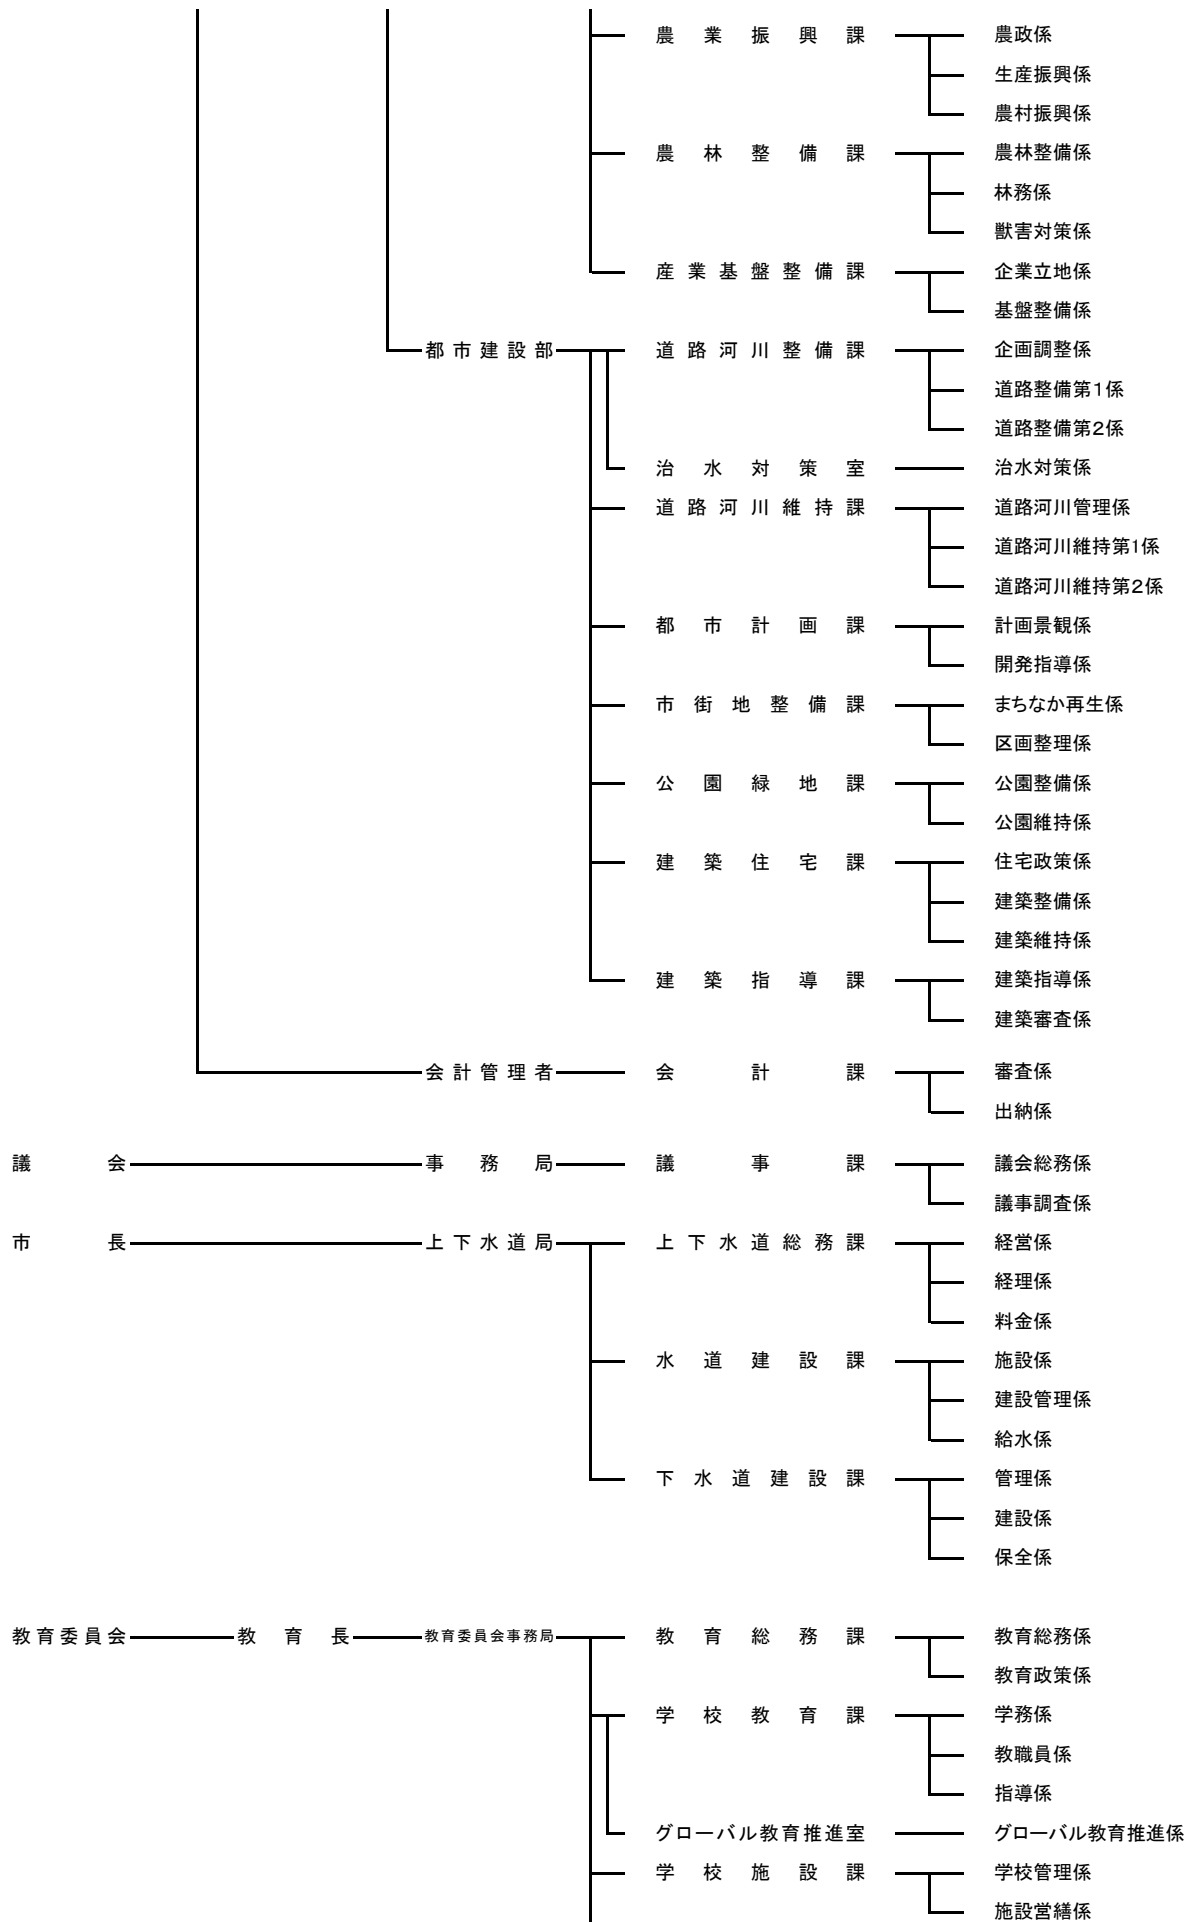 農業振興課 農政係
生産振興係
農村振興係
農林整備課 農林整備係
林務係
獣害対策係
産業基盤整備課 企業立地係
基盤整備係
都市建設部 道路河川整備課 企画調整係
道路整備第1係
道路整備第2係
治水対策室 治水対策係
道路河川維持課 道路河川管理係
道路河川維持第1係
道路河川維持第2係
都市計画課 計画景観係
開発指導係
市街地整備課 まちなか再生係
区画整理係
公園緑地課 公園整備係
公園維持係
建築住宅課 住宅政策係
建築整備係
建築維持係
建築指導課 建築指導係
建築審査係
会計管理者 会計課 審査係
出納係
議会 事務局 議事課 議会総務係
議事調査係
市長 上下水道局 上下水道総務課 経営係
経理係
料金係
水道建設課 施設係
建設管理係
給水係
下水道建設課 管理係
建設係
保全係
教育委員会 教育長 教育委員会事務局 教育総務課 教育総務係
教育政策係
学校教育課 学務係
教職員係
指導係
グローバル教育推進室 グローバル教育推進係
学校施設課 学校管理係
施設営繕係